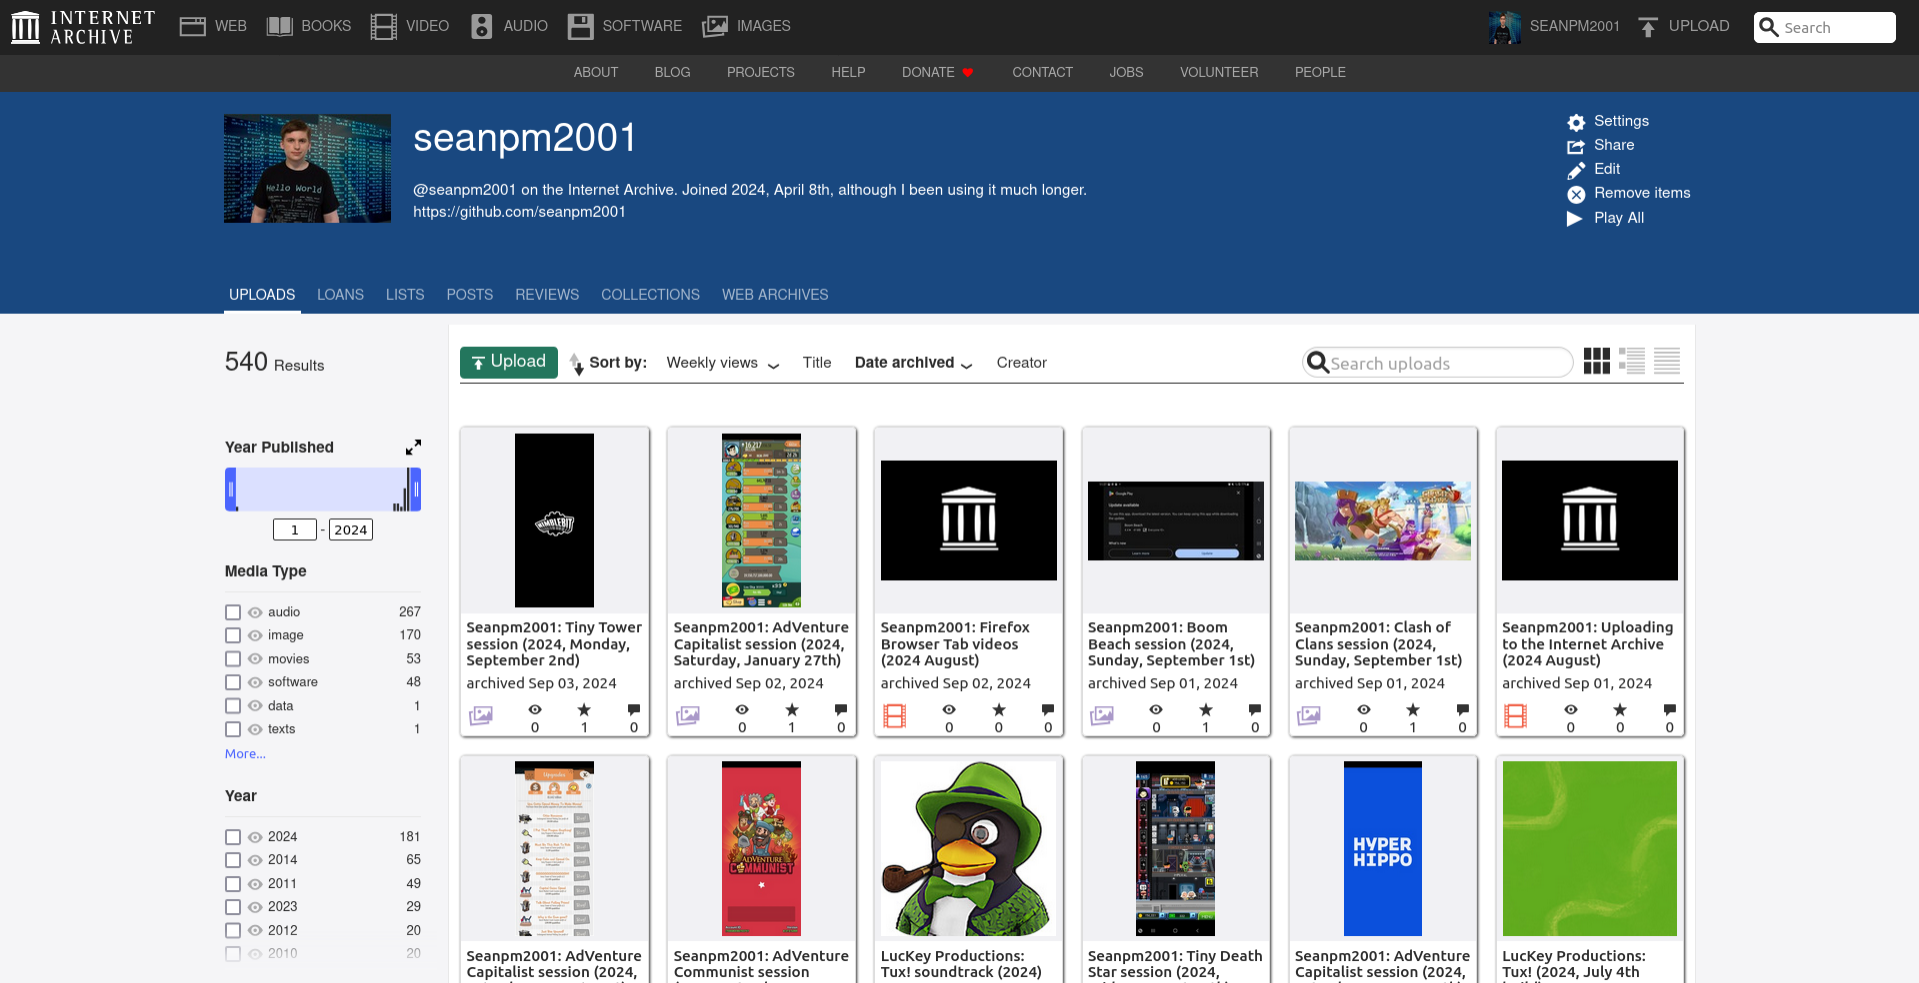 INTERNET ARCHIVE
WEB BOOKS VIDEO AUDIO SOFTWARE IMAGES SEANPM2001 UPLOAD Search
ABOUT BLOG PROJECTS HELP DONATE CONTACT JOBS VOLUNTEER PEOPLE
Hello World
seanpm2001
@seanpm2001 on the Internet Archive. Joined 2024, April 8th, although I been using it much longer.
https://github.com/seanpm2001
Settings
Share
Edit
Remove items
Play All
UPLOADS LOANS LISTS POSTS REVIEWS COLLECTIONS WEB ARCHIVES
540 Results
Year Published
1 - 2024
Media Type
audio 267
image 170
movies 53
software 48
data 1
texts 1
More...
Year
2024 181
2014 65
2011 49
2023 29
2012 20
2010 20
Upload Sort by: Weekly views Title Date archived Creator Search uploads
NIMBLEBIT
Seanpm2001: Tiny Tower
session (2024, Monday,
September 2nd)
archived Sep 03, 2024
0 1 0
Seanpm2001: AdVenture
Capitalist session (2024,
Saturday, January 27th)
archived Sep 02, 2024
0 1 0
Seanpm2001: Firefox
Browser Tab videos
(2024 August)
archived Sep 02, 2024
0 0 0
Google Play
Update available
Seanpm2001: Boom
Beach session (2024,
Sunday, September 1st)
archived Sep 01, 2024
0 1 0
Seanpm2001: Clash of
Clans session (2024,
Sunday, September 1st)
archived Sep 01, 2024
0 1 0
Seanpm2001: Uploading
to the Internet Archive
(2024 August)
archived Sep 01, 2024
0 0 0
Seanpm2001: AdVenture
Capitalist session (2024,
ADVENTURE
COMMUNIST
Seanpm2001: AdVenture
Communist session
LucKey Productions:
Tux! soundtrack (2024)
Seanpm2001: Tiny Death
Star session (2024,
HYPER
HIPPO
Seanpm2001: AdVenture
Capitalist session (2024,
LucKey Productions:
Tux! (2024, July 4th